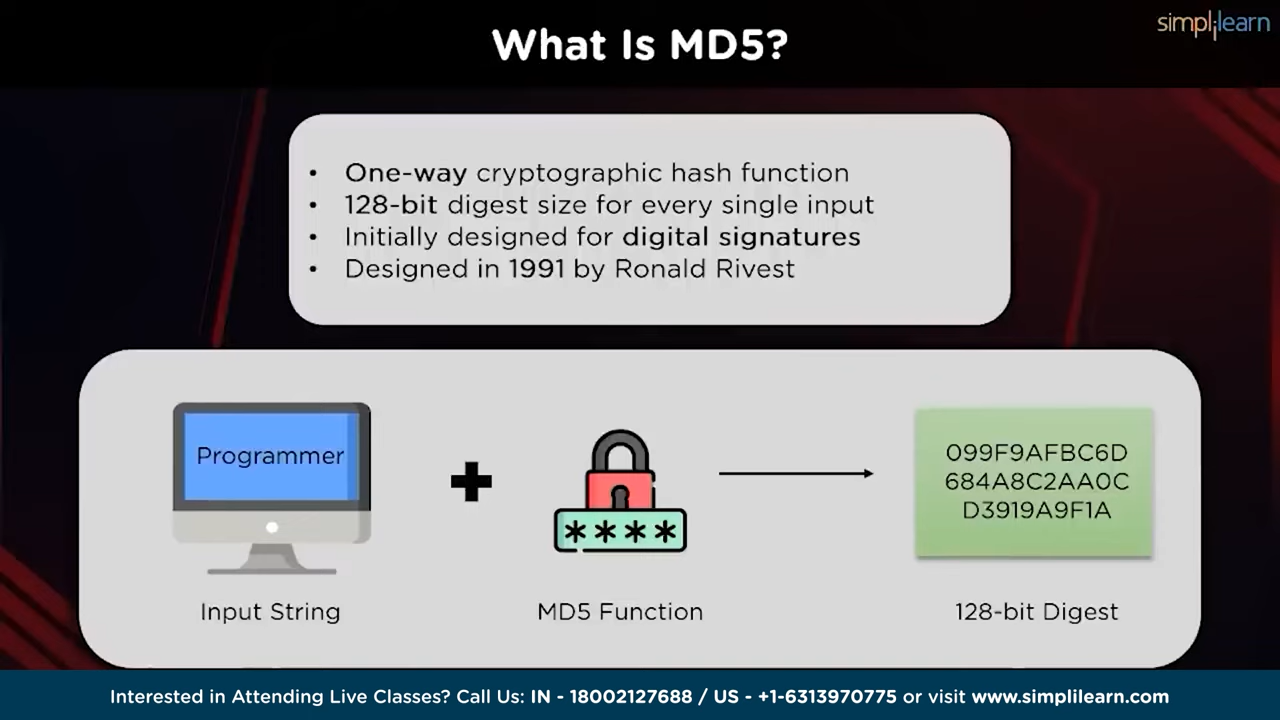 What Is MD5?
simplilearn
• One-way cryptographic hash function
• 128-bit digest size for every single input
• Initially designed for digital signatures
• Designed in 1991 by Ronald Rivest
Programmer
****
099F9AFBC6D
684A8C2AA0C
D3919A9F1A
Input String
MD5 Function
128-bit Digest
Interested in Attending Live Classes? Call Us: IN - 18002127688 / US - +1-6313970775 or visit www.simplilearn.com